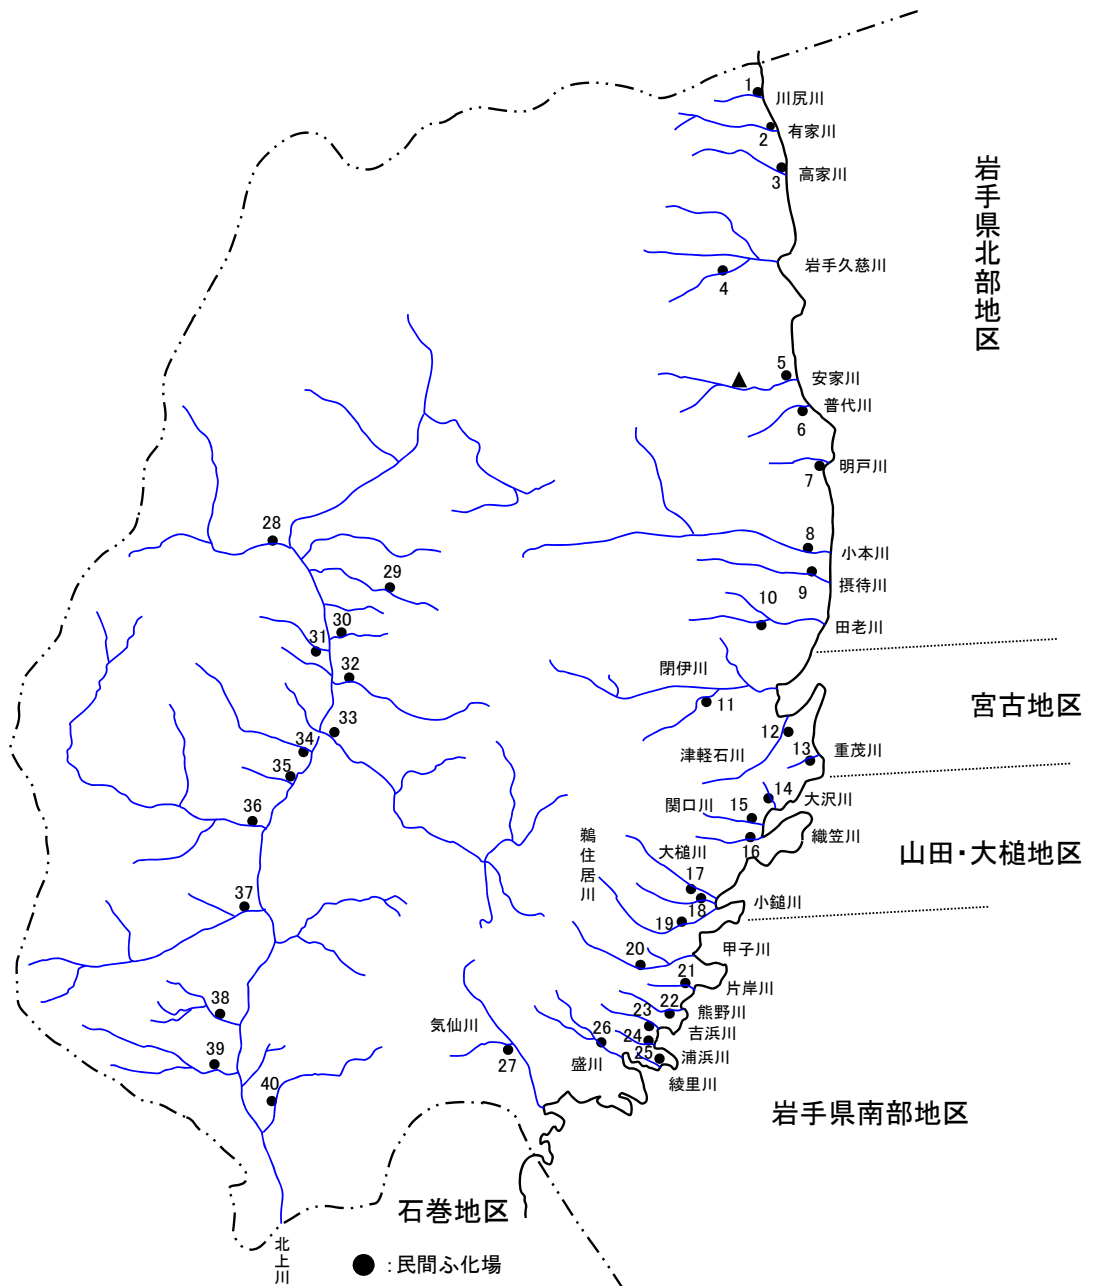 1
川尻川
2
有家川
3
高家川
岩手県北部地区
岩手久慈川
4
5
安家川
6
普代川
7
明戸川
8
小本川
9
摂待川
10
田老川
28
29
30
31
32
33
34
35
36
37
38
39
40
閉伊川
11
宮古地区
12
津軽石川
13
重茂川
14
大沢川
関口川
15
16
織笠川
山田・大槌地区
鵜住居川
大槌川
17
18
小鎚川
19
20
甲子川
21
片岸川
22
熊野川
23
吉浜川
24
浦浜川
25
綾里川
26
盛川
気仙川
27
岩手県南部地区
石巻地区
北上川
●：民間ふ化場